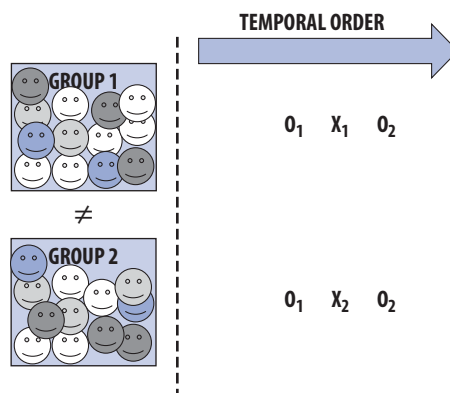 TEMPORAL ORDER
GROUP 1
O₁ X₁ O₂
≠
GROUP 2
O₁ X₂ O₂